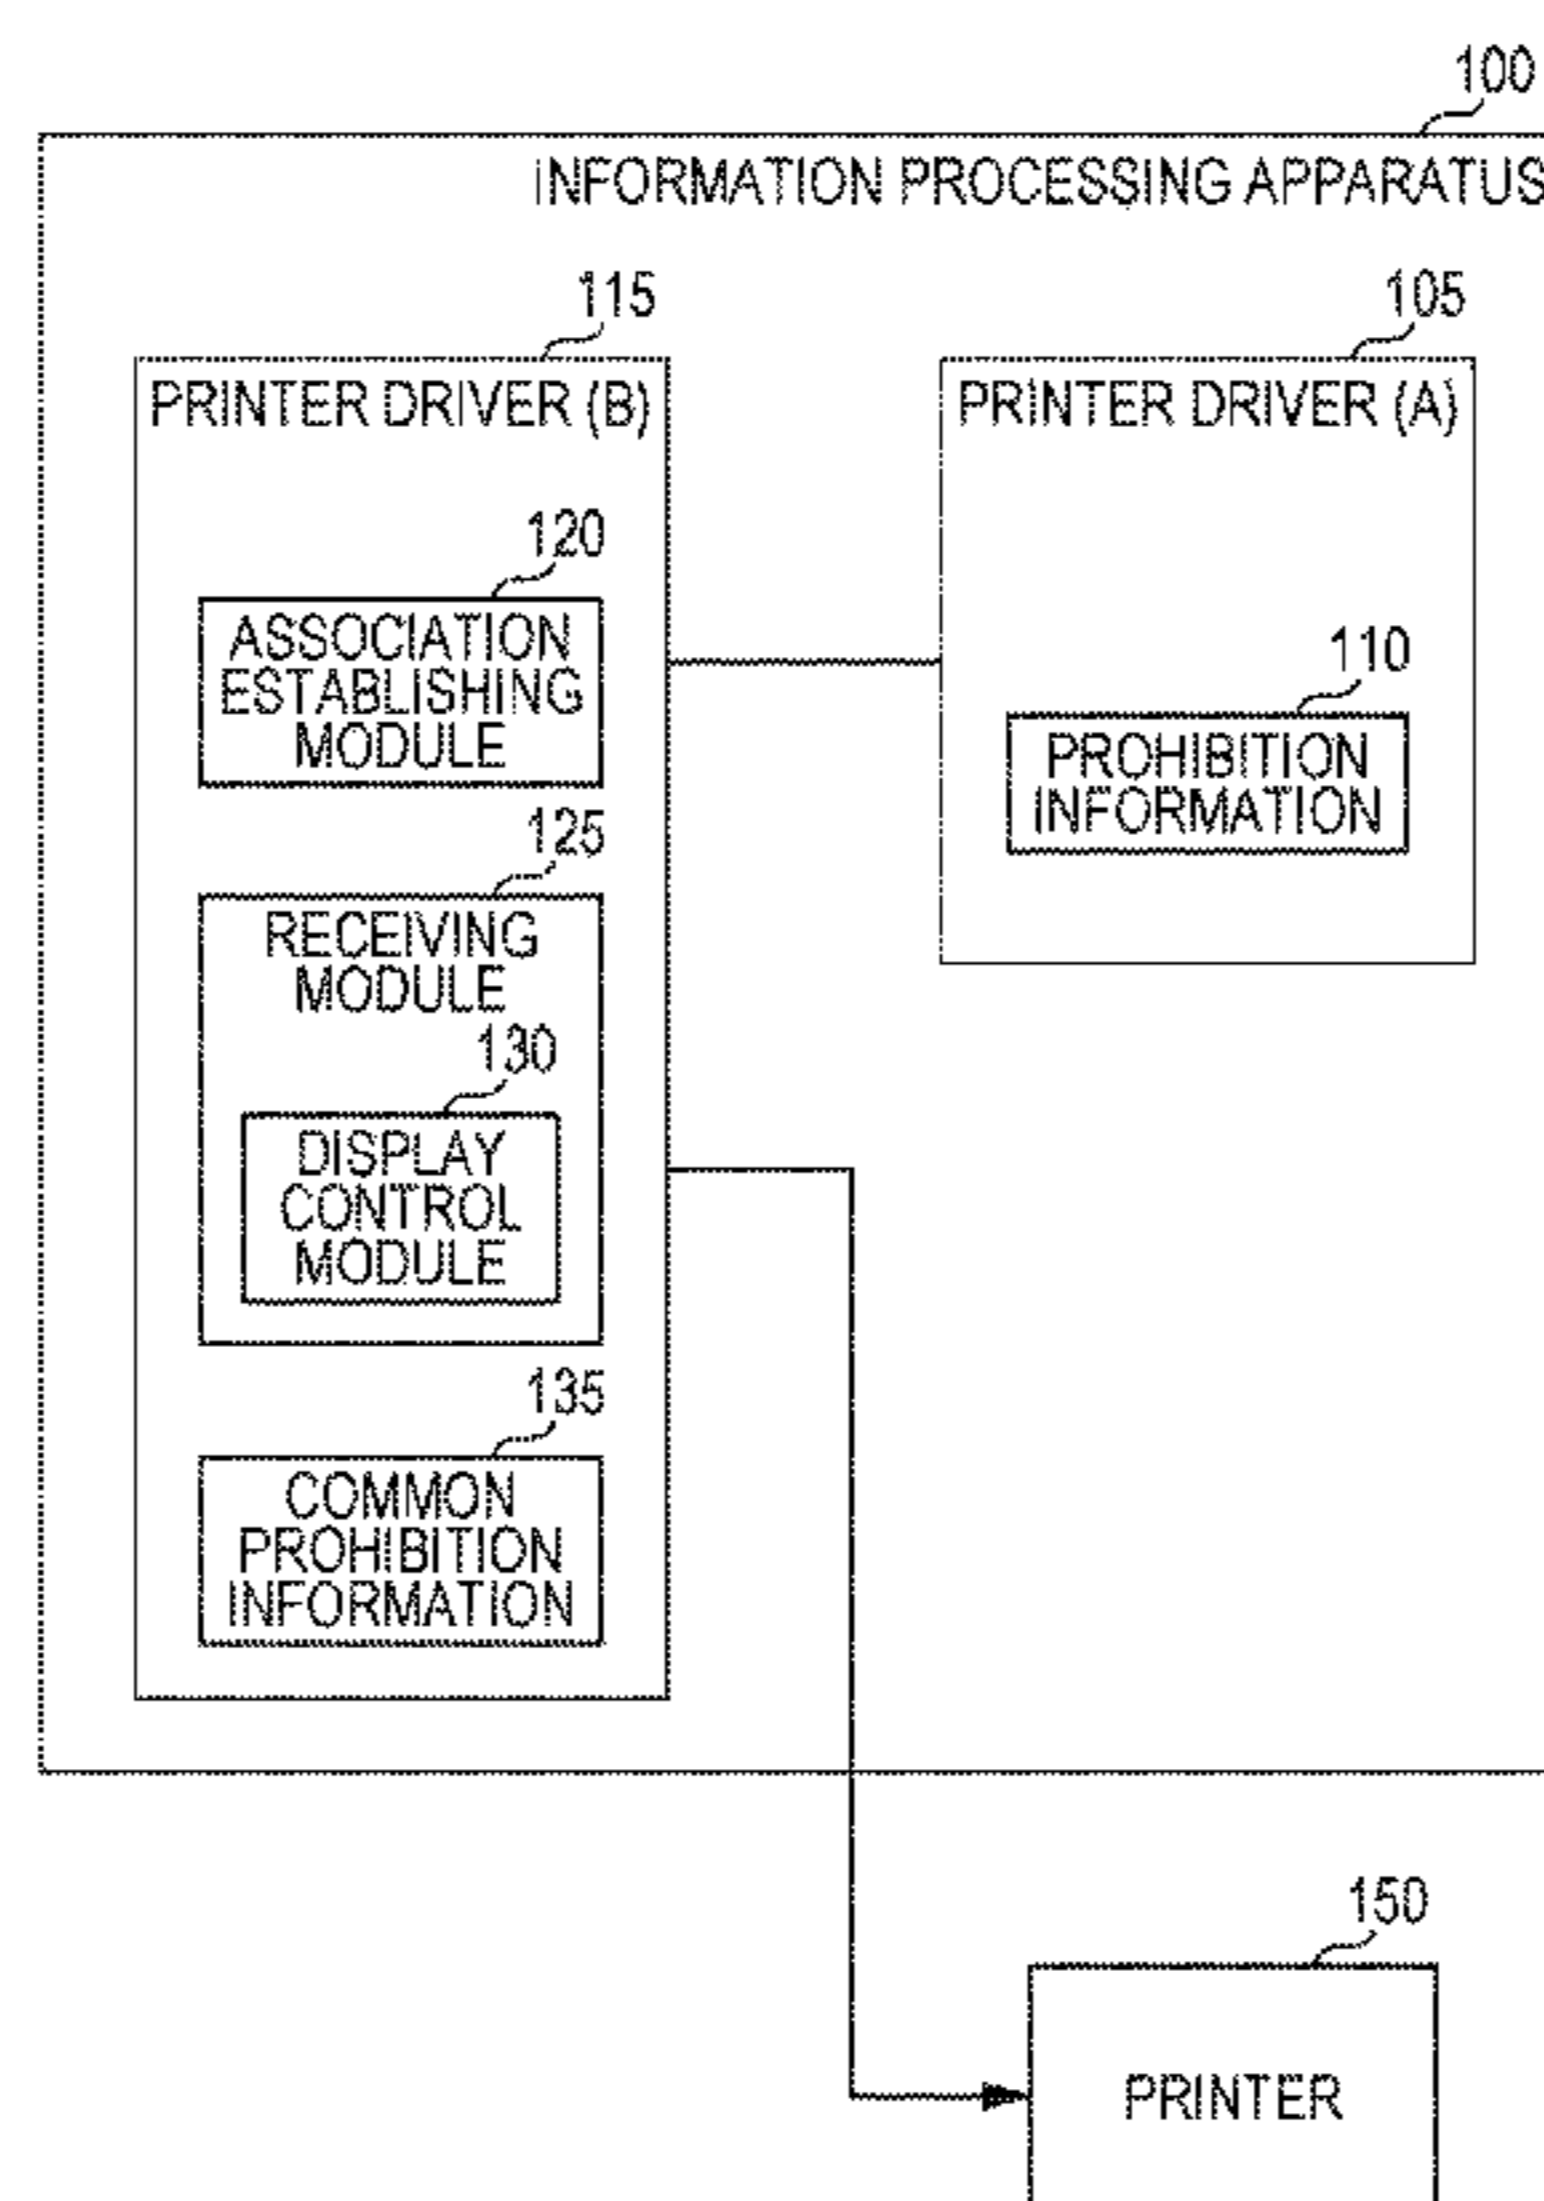 100
INFORMATION PROCESSING APPARATUS
115
PRINTER DRIVER (B)
120
ASSOCIATION
ESTABLISHING
MODULE
125
RECEIVING
MODULE
130
DISPLAY
CONTROL
MODULE
135
COMMON
PROHIBITION
INFORMATION
105
PRINTER DRIVER (A)
110
PROHIBITION
INFORMATION
150
PRINTER